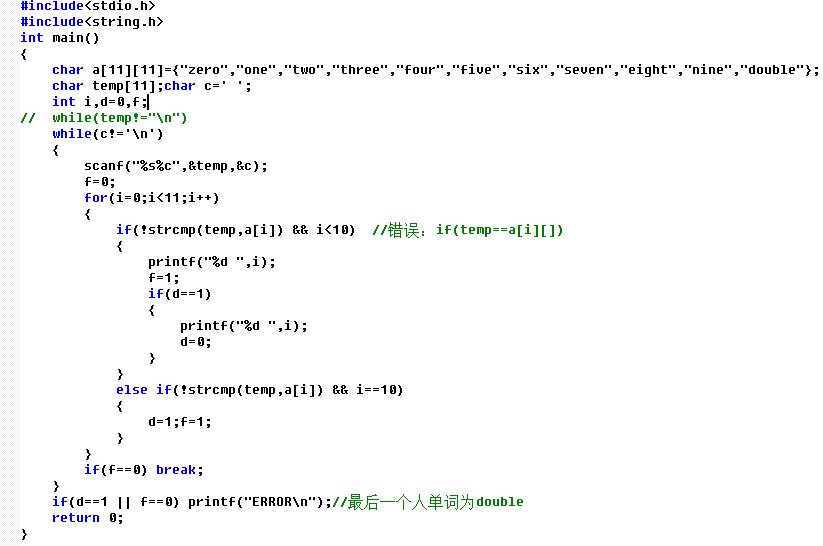 #include<stdio.h>
#include<string.h>
int main()
{
    char a[11][11]={"zero","one","two","three","four","five","six","seven","eight","nine","double"};
    char temp[11];char c=' ';
    int i,d=0,f;
//  while(temp!="\n")
    while(c!='\n')
    {
        scanf("%s%c",&temp,&c);
        f=0;
        for(i=0;i<11;i++)
        {
            if(!strcmp(temp,a[i]) && i<10)  //错误：if(temp==a[i][])
            {
                printf("%d ",i);
                f=1;
                if(d==1)
                {
                    printf("%d ",i);
                    d=0;
                }
            }
            else if(!strcmp(temp,a[i]) && i==10)
            {
                d=1;f=1;
            }
        }
        if(f==0) break;
    }
    if(d==1 || f==0) printf("ERROR\n");//最后一个人单词为double
    return 0;
}